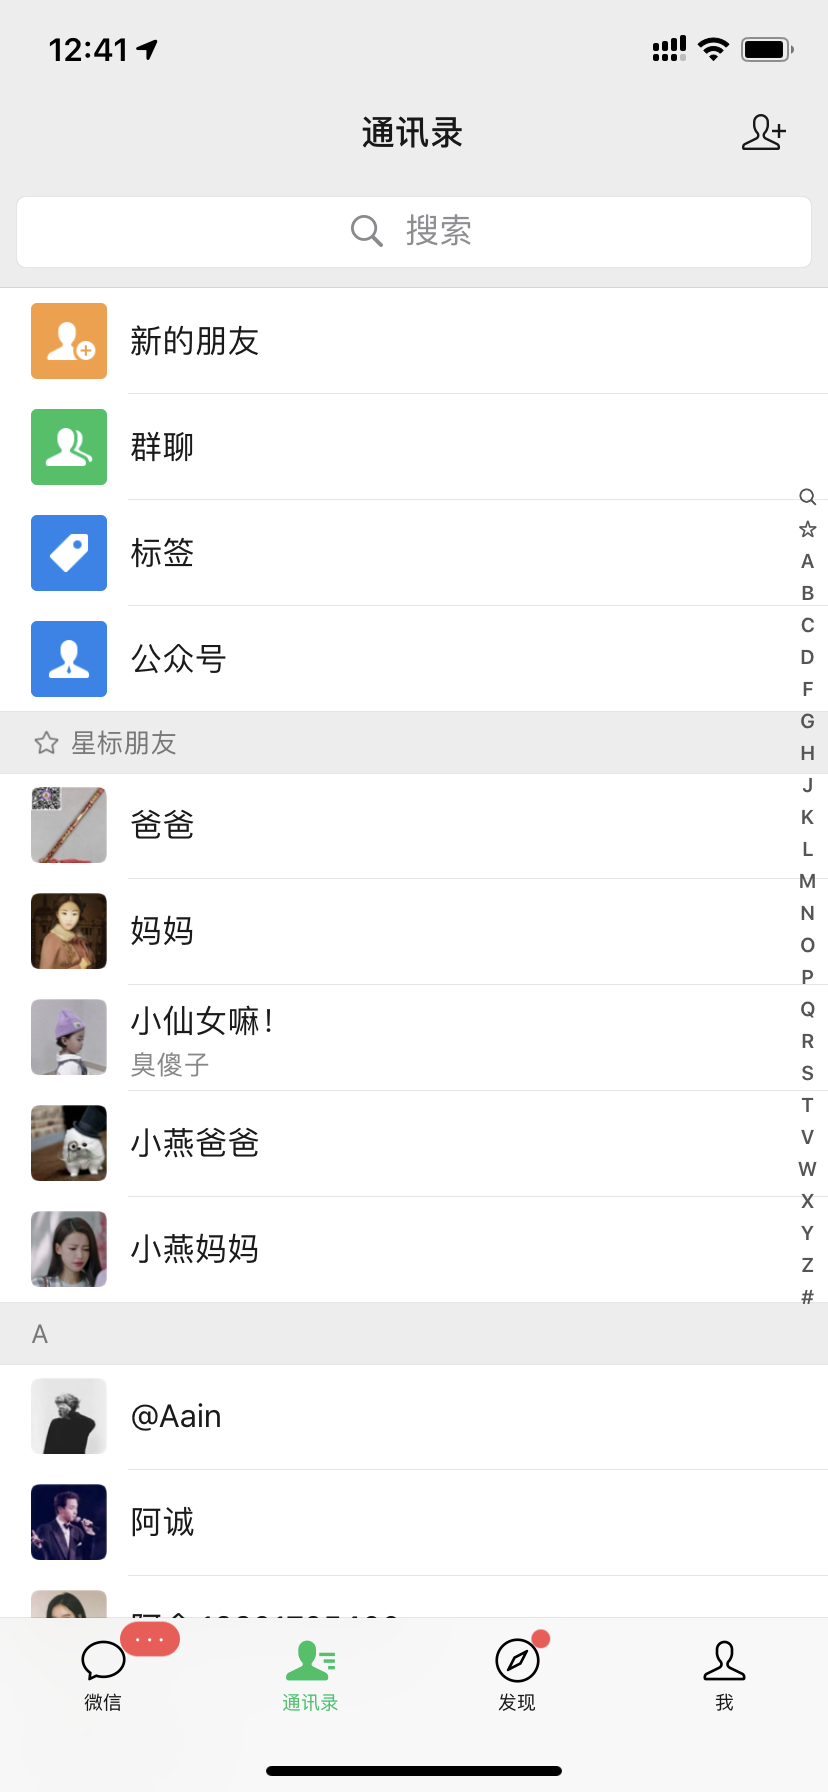 12:41
通讯录
搜索
新的朋友
群聊
标签
公众号
星标朋友
爸爸
妈妈
小仙女嘛！
臭傻子
小燕爸爸
小燕妈妈
A
@Aain
阿诚
A
B
C
D
F
G
H
J
K
L
M
N
O
P
Q
R
S
T
V
W
X
Y
Z
#
微信
通讯录
发现
我